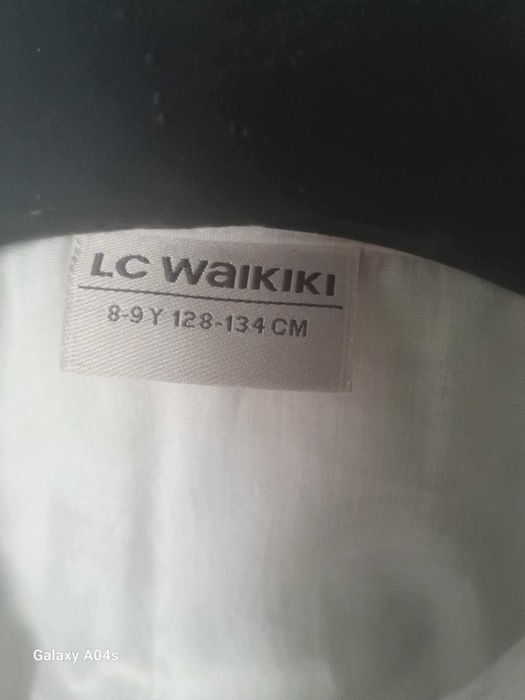 LC WAIKIKI
8-9 Y 128-134 CM
Galaxy A04s